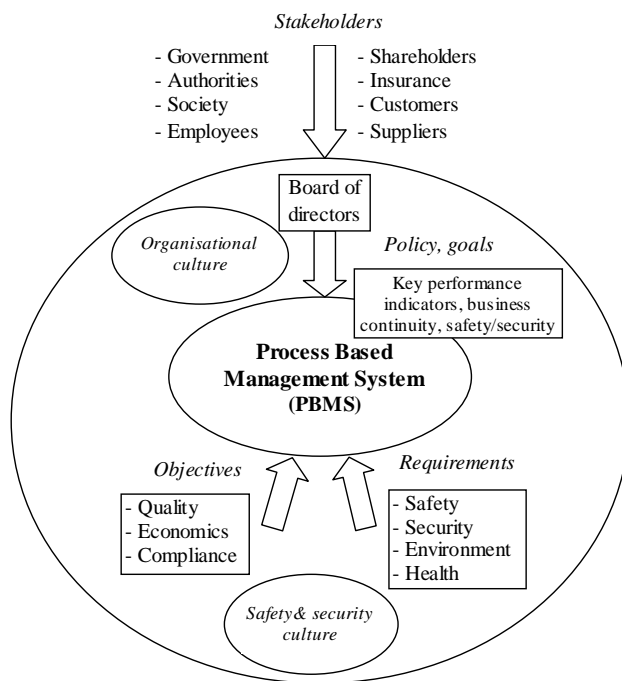 Stakeholders
- Government
- Authorities
- Society
- Employees
- Shareholders
- Insurance
- Customers
- Suppliers
Board of
directors
Organisational
culture
Policy, goals
Key performance
indicators, business
continuity, safety/security
Process Based
Management System
(PBMS)
Objectives
- Quality
- Economics
- Compliance
Requirements
- Safety
- Security
- Environment
- Health
Safety& security
culture